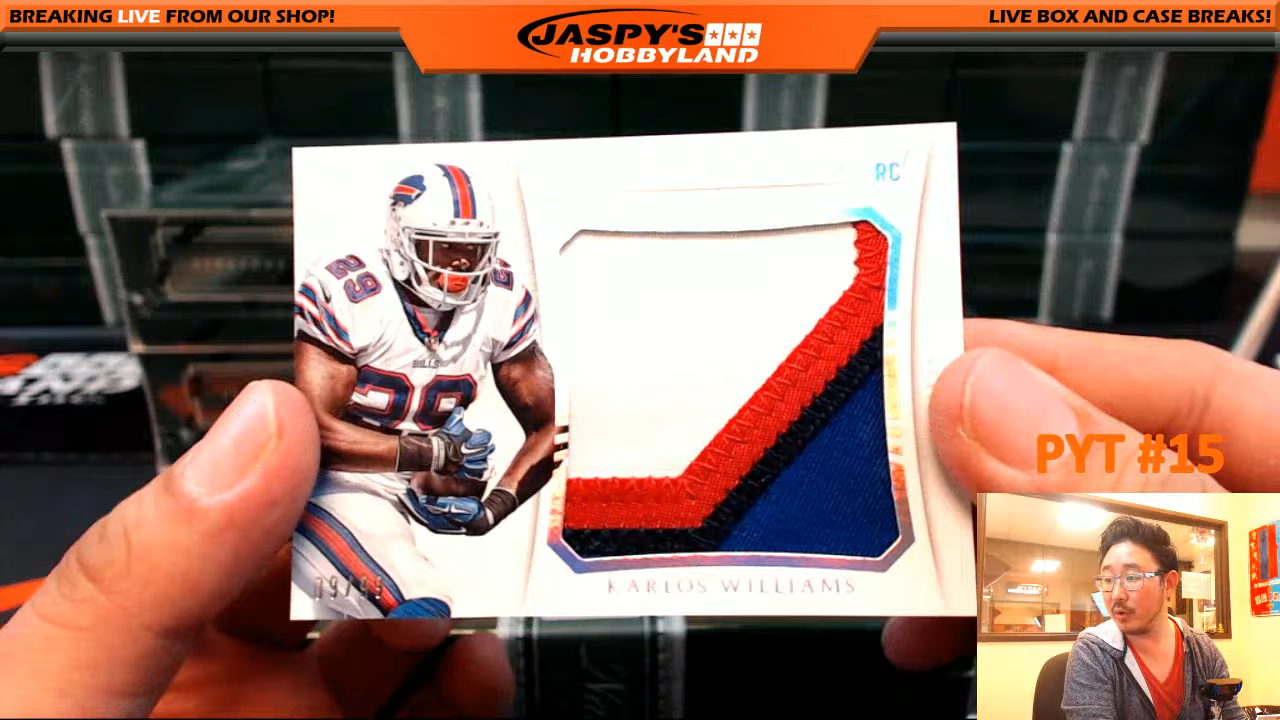 BREAKING LIVE FROM OUR SHOP!
JASPY'S
HOBBYLAND
LIVE BOX AND CASE BREAKS!
RC
29
BILLS
29
KARLOS WILLIAMS
PYT #15